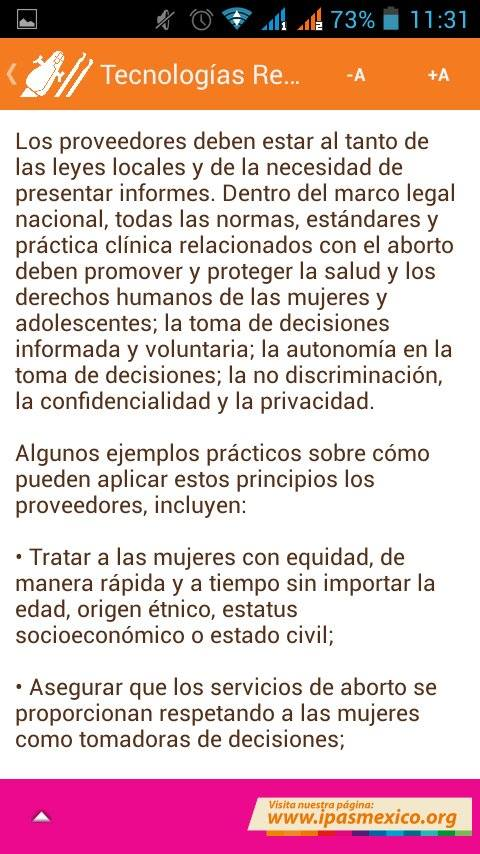 1 2 73% 11:31
Tecnologías Re... -A +A
Los proveedores deben estar al tanto de
las leyes locales y de la necesidad de
presentar informes. Dentro del marco legal
nacional, todas las normas, estándares y
práctica clínica relacionados con el aborto
deben promover y proteger la salud y los
derechos humanos de las mujeres y
adolescentes; la toma de decisiones
informada y voluntaria; la autonomía en la
toma de decisiones; la no discriminación,
la confidencialidad y la privacidad.
Algunos ejemplos prácticos sobre cómo
pueden aplicar estos principios los
proveedores, incluyen:
• Tratar a las mujeres con equidad, de
manera rápida y a tiempo sin importar la
edad, origen étnico, estatus
socioeconómico o estado civil;
• Asegurar que los servicios de aborto se
proporcionan respetando a las mujeres
como tomadoras de decisiones;
Visita nuestra página:
www.ipasmexico.org